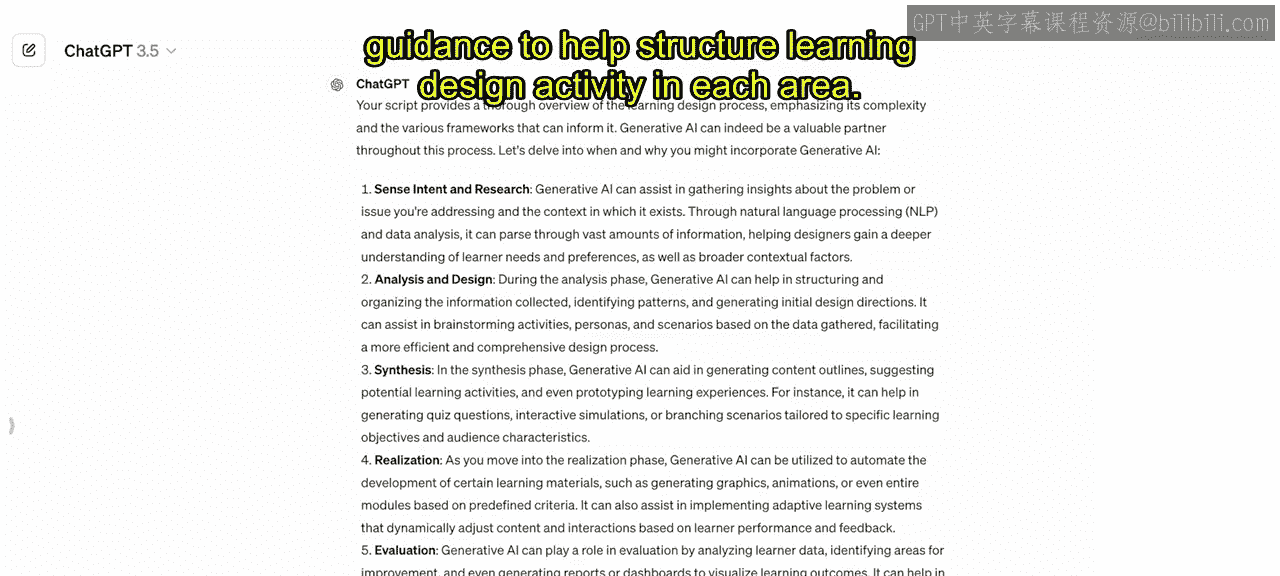 GPT中英字幕课程资源@bilibili.com
guidance to help structure learning
design activity in each area.
ChatGPT 3.5
ChatGPT
Your script provides a thorough overview of the learning design process, emphasizing its complexity
and the various frameworks that can inform it. Generative AI can indeed be a valuable partner
throughout this process. Let's delve into when and why you might incorporate Generative AI:
1. Sense Intent and Research: Generative AI can assist in gathering insights about the problem or
issue you're addressing and the context in which it exists. Through natural language processing (NLP)
and data analysis, it can parse through vast amounts of information, helping designers gain a deeper
understanding of learner needs and preferences, as well as broader contextual factors.
2. Analysis and Design: During the analysis phase, Generative AI can help in structuring and
organizing the information collected, identifying patterns, and generating initial design directions. It
can assist in brainstorming activities, personas, and scenarios based on the data gathered, facilitating
a more efficient and comprehensive design process.
3. Synthesis: In the synthesis phase, Generative AI can aid in generating content outlines, suggesting
potential learning activities, and even prototyping learning experiences. For instance, it can help in
generating quiz questions, interactive simulations, or branching scenarios tailored to specific learning
objectives and audience characteristics.
4. Realization: As you move into the realization phase, Generative AI can be utilized to automate the
development of certain learning materials, such as generating graphics, animations, or even entire
modules based on predefined criteria. It can also assist in implementing adaptive learning systems
that dynamically adjust content and interactions based on learner performance and feedback.
5. Evaluation: Generative AI can play a role in evaluation by analyzing learner data, identifying areas for
improvement, and even generating reports or dashboards to visualize learning outcomes. It can help in